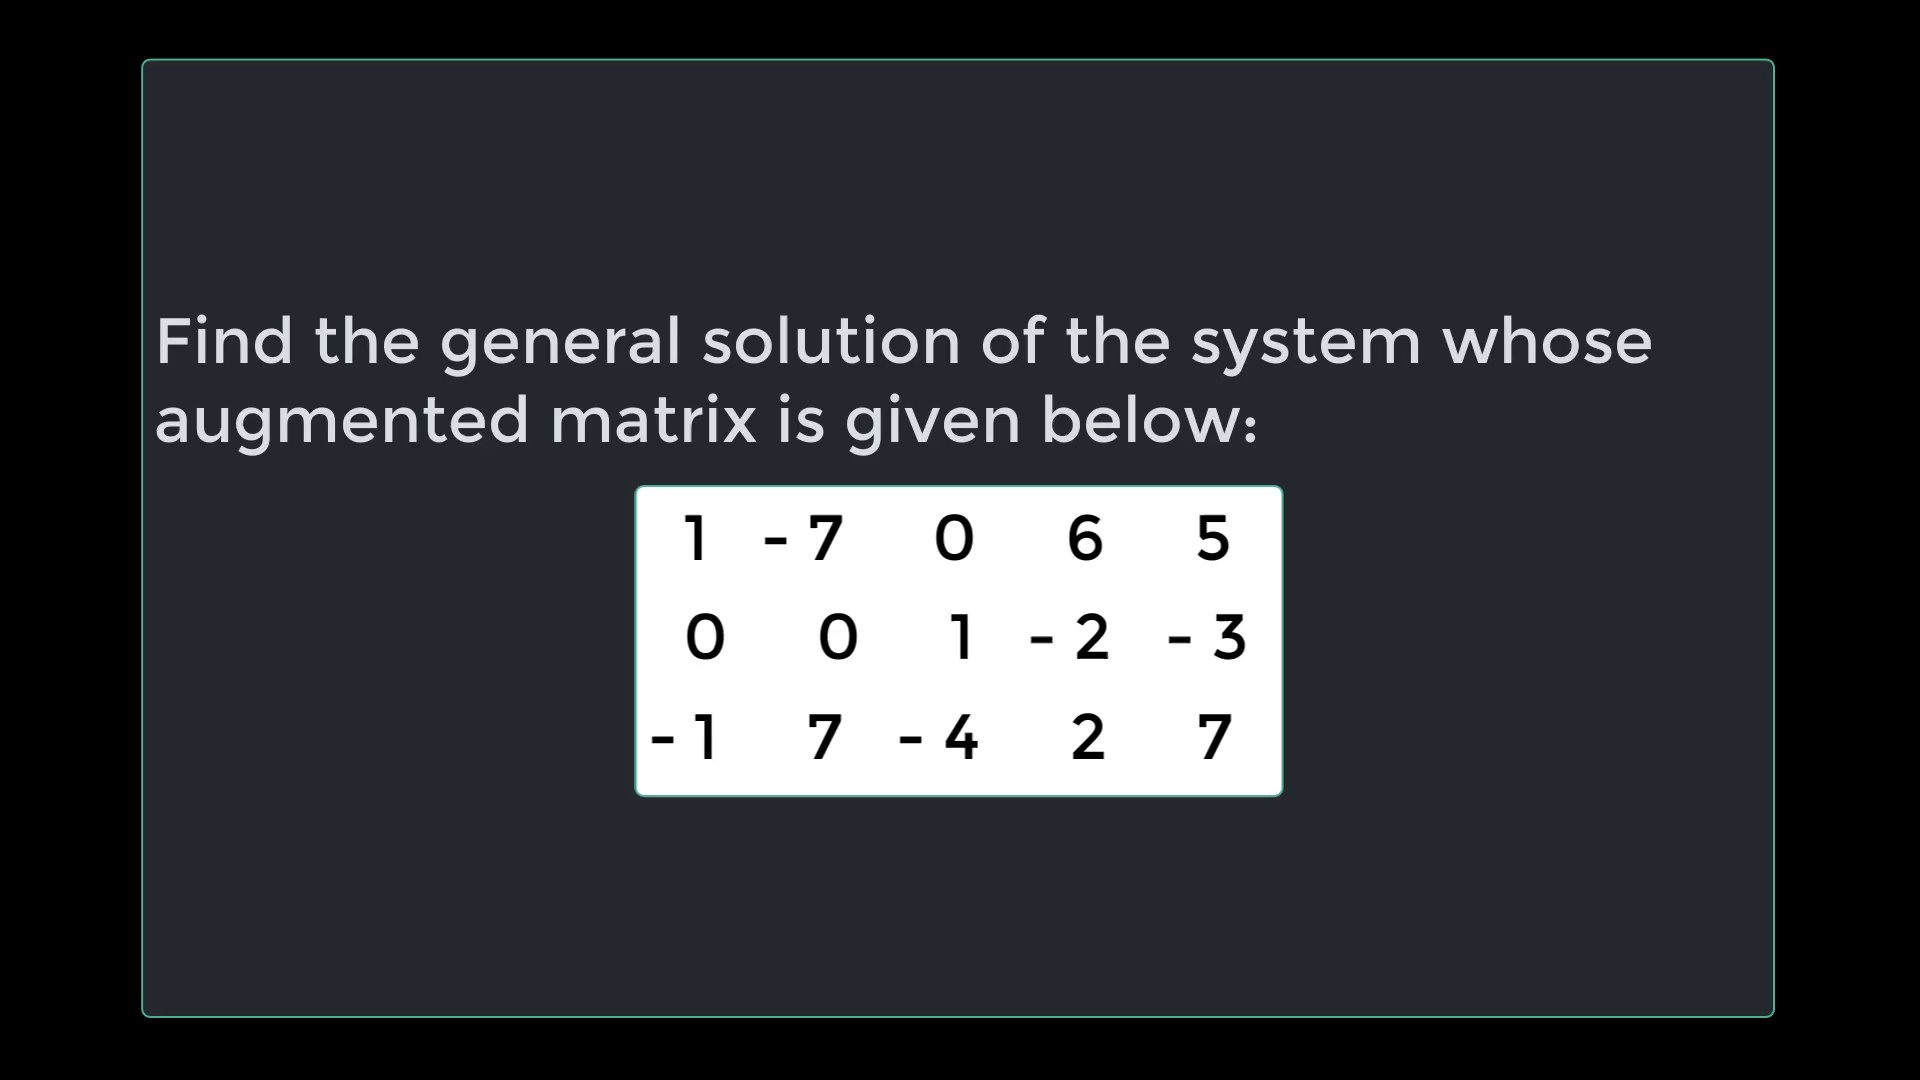 Find the general solution of the system whose
augmented matrix is given below:
1 - 7 0 6 5
0 0 1 - 2 - 3
- 1 7 - 4 2 7